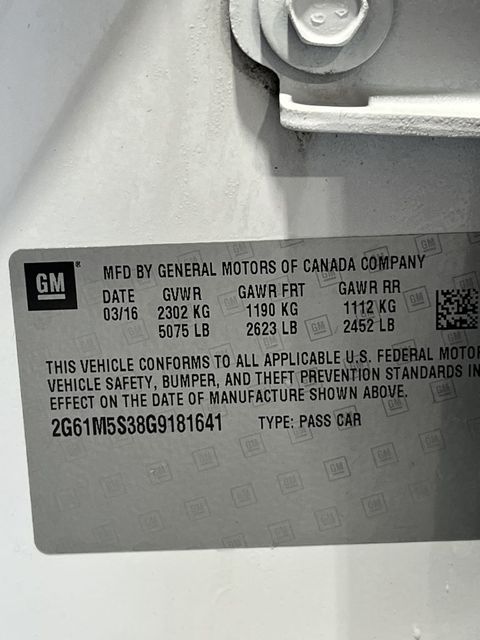 GM
MFD BY GENERAL MOTORS OF CANADA COMPANY
DATE GVWR GAWR FRT GAWR RR
03/16 2302 KG 1190 KG 1112 KG
5075 LB 2623 LB 2452 LB
THIS VEHICLE CONFORMS TO ALL APPLICABLE U.S. FEDERAL MOTOR
VEHICLE SAFETY, BUMPER, AND THEFT PREVENTION STANDARDS IN
EFFECT ON THE DATE OF MANUFACTURE SHOWN ABOVE.
2G61M5S38G9181641 TYPE: PASS CAR